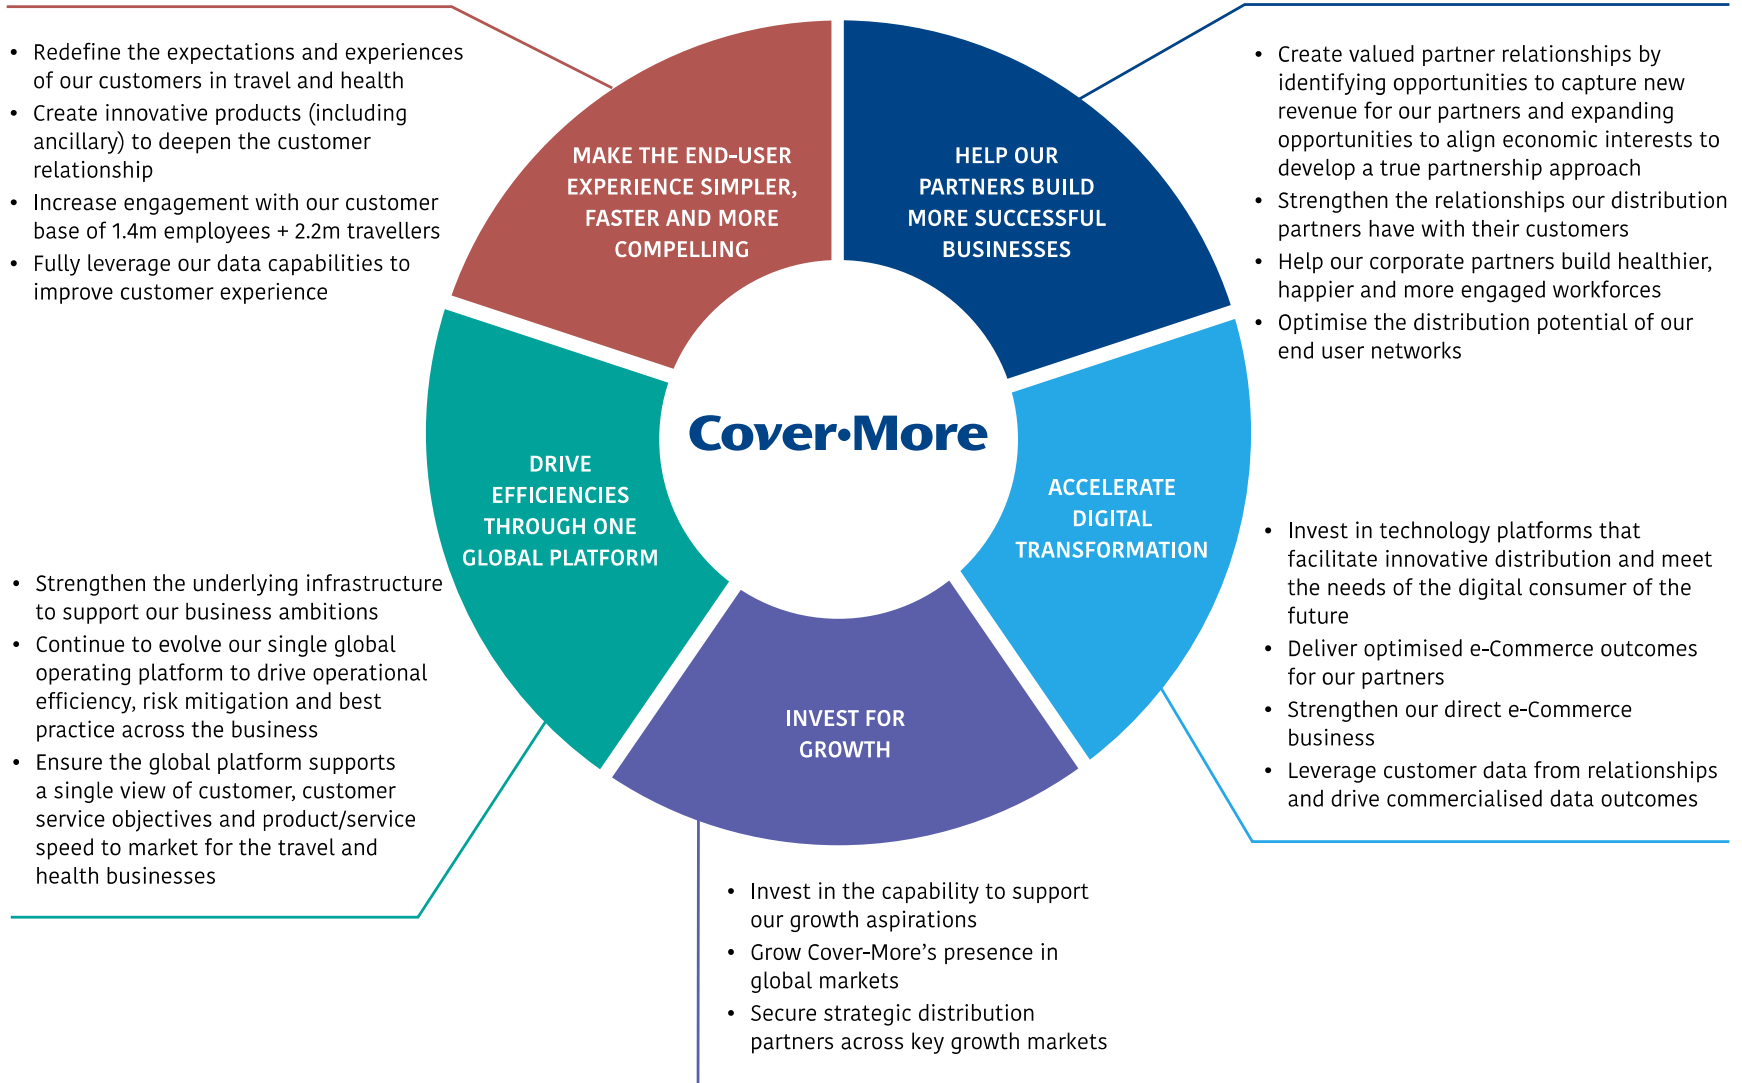 • Redefine the expectations and experiences
of our customers in travel and health
• Create innovative products (including
ancillary) to deepen the customer
relationship
• Increase engagement with our customer
base of 1.4m employees + 2.2m travellers
• Fully leverage our data capabilities to
improve customer experience
MAKE THE END-USER
EXPERIENCE SIMPLER,
FASTER AND MORE
COMPELLING
HELP OUR
PARTNERS BUILD
MORE SUCCESSFUL
BUSINESSES
• Create valued partner relationships by
identifying opportunities to capture new
revenue for our partners and expanding
opportunities to align economic interests to
develop a true partnership approach
• Strengthen the relationships our distribution
partners have with their customers
• Help our corporate partners build healthier,
happier and more engaged workforces
• Optimise the distribution potential of our
end user networks
Cover•More
DRIVE
EFFICIENCIES
THROUGH ONE
GLOBAL PLATFORM
• Strengthen the underlying infrastructure
to support our business ambitions
• Continue to evolve our single global
operating platform to drive operational
efficiency, risk mitigation and best
practice across the business
• Ensure the global platform supports
a single view of customer, customer
service objectives and product/service
speed to market for the travel and
health businesses
ACCELERATE
DIGITAL
TRANSFORMATION
• Invest in technology platforms that
facilitate innovative distribution and meet
the needs of the digital consumer of the
future
• Deliver optimised e-Commerce outcomes
for our partners
• Strengthen our direct e-Commerce
business
• Leverage customer data from relationships
and drive commercialised data outcomes
INVEST FOR
GROWTH
• Invest in the capability to support
our growth aspirations
• Grow Cover-More’s presence in
global markets
• Secure strategic distribution
partners across key growth markets